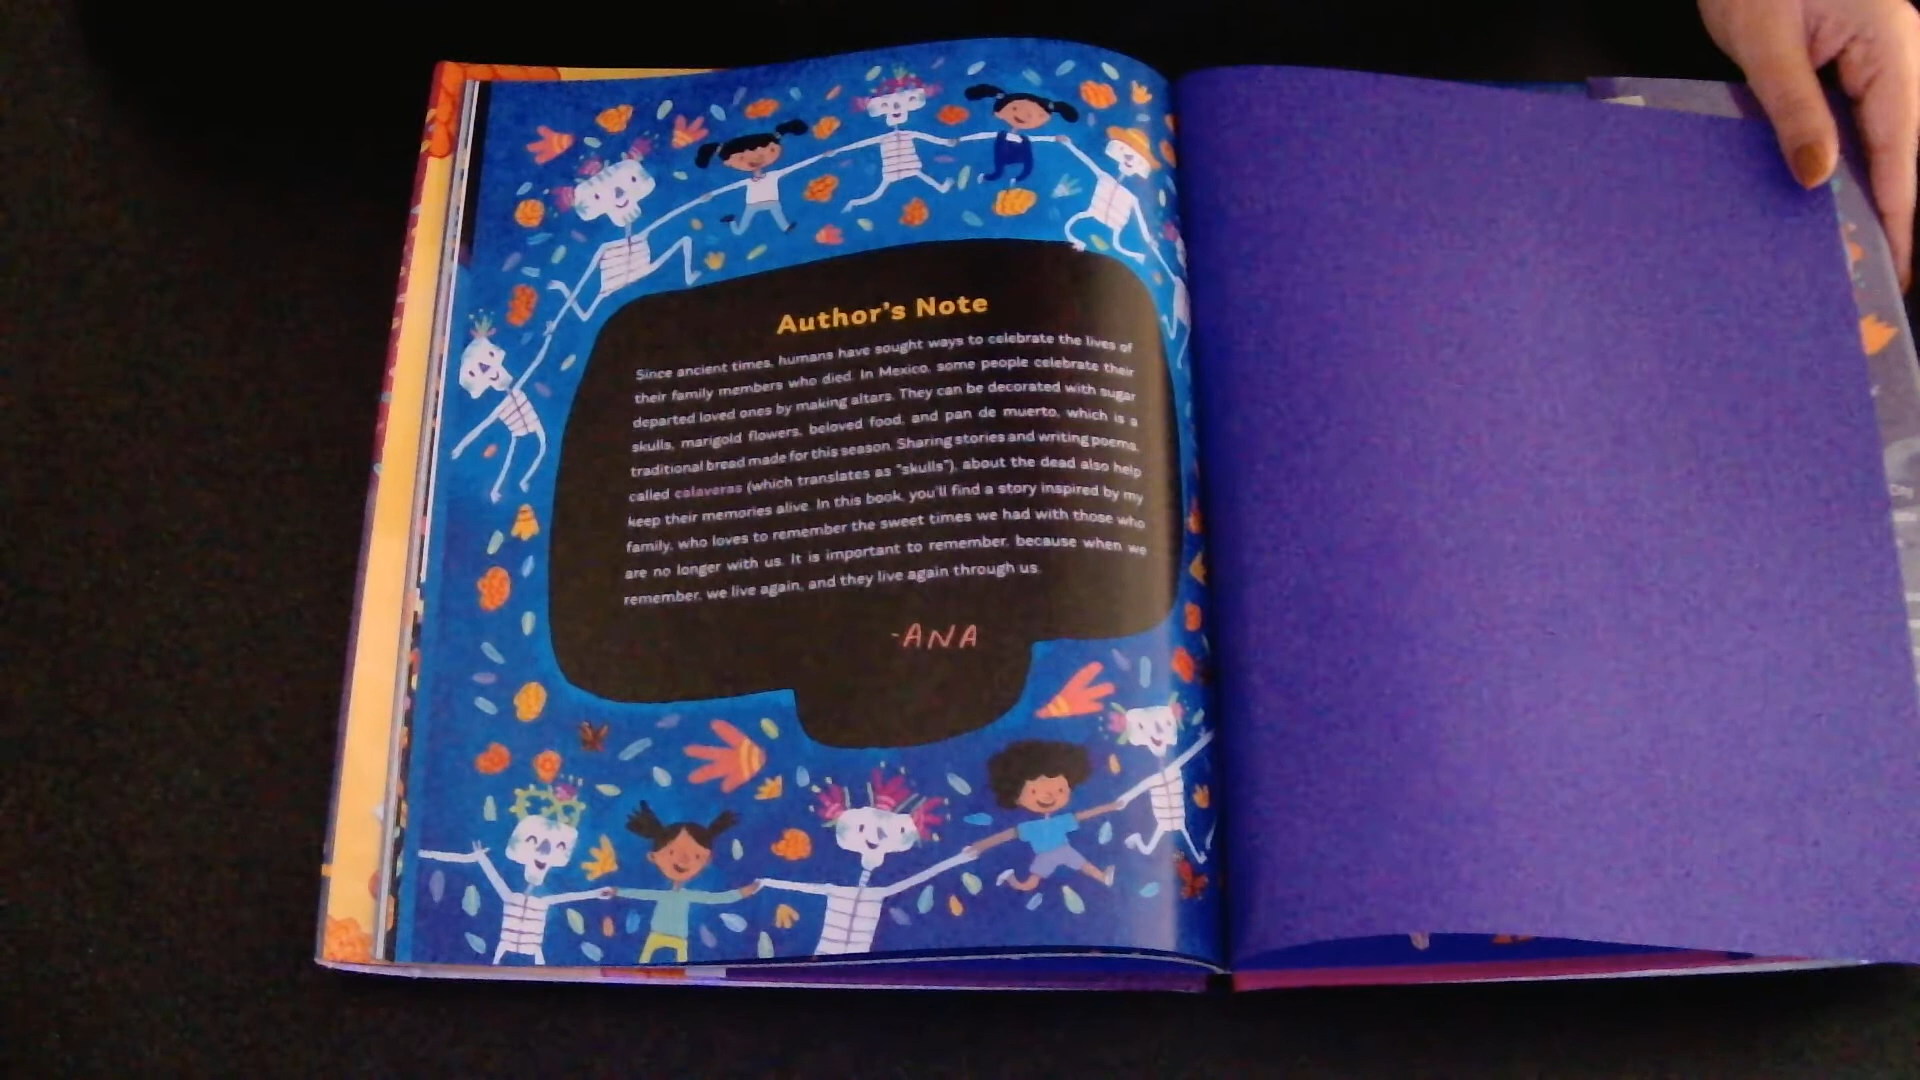 Author's Note
Since ancient times, humans have sought ways to celebrate the lives of
their family members who died. In Mexico, some people celebrate their
departed loved ones by making altars. They can be decorated with sugar
skulls, marigold flowers, beloved food, and pan de muerto, which is a
traditional bread made for this season. Sharing stories and writing poems,
called calaveras (which translates as "skulls"), about the dead also help
keep their memories alive. In this book, you'll find a story inspired by my
family, who loves to remember the sweet times we had with those who
are no longer with us. It is important to remember, because when we
remember, we live again, and they live again through us.
-ANA
City